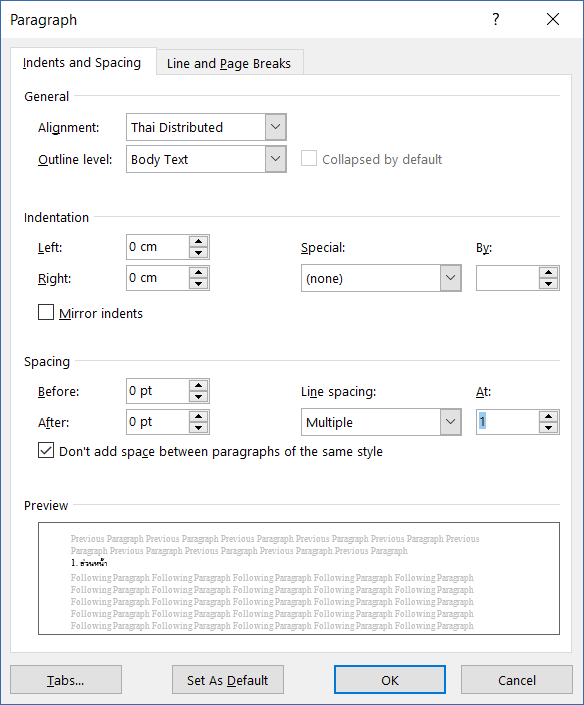 Paragraph
?
Indents and Spacing
Line and Page Breaks
General
Alignment: Thai Distributed
Outline level: Body Text Collapsed by default
Indentation
Left: 0 cm Special: By:
Right: 0 cm (none)
Mirror indents
Spacing
Before: 0 pt Line spacing: At:
After: 0 pt Multiple 1
Don't add space between paragraphs of the same style
Preview
Previous Paragraph Previous Paragraph Previous Paragraph Previous Paragraph Previous Paragraph Previous
Paragraph Previous Paragraph Previous Paragraph Previous Paragraph Previous Paragraph
1. ส่วนหน้า
Following Paragraph Following Paragraph Following Paragraph Following Paragraph Following Paragraph
Following Paragraph Following Paragraph Following Paragraph Following Paragraph Following Paragraph
Following Paragraph Following Paragraph Following Paragraph Following Paragraph Following Paragraph
Following Paragraph Following Paragraph Following Paragraph Following Paragraph Following Paragraph
Following Paragraph Following Paragraph Following Paragraph Following Paragraph Following Paragraph
Tabs... Set As Default OK Cancel